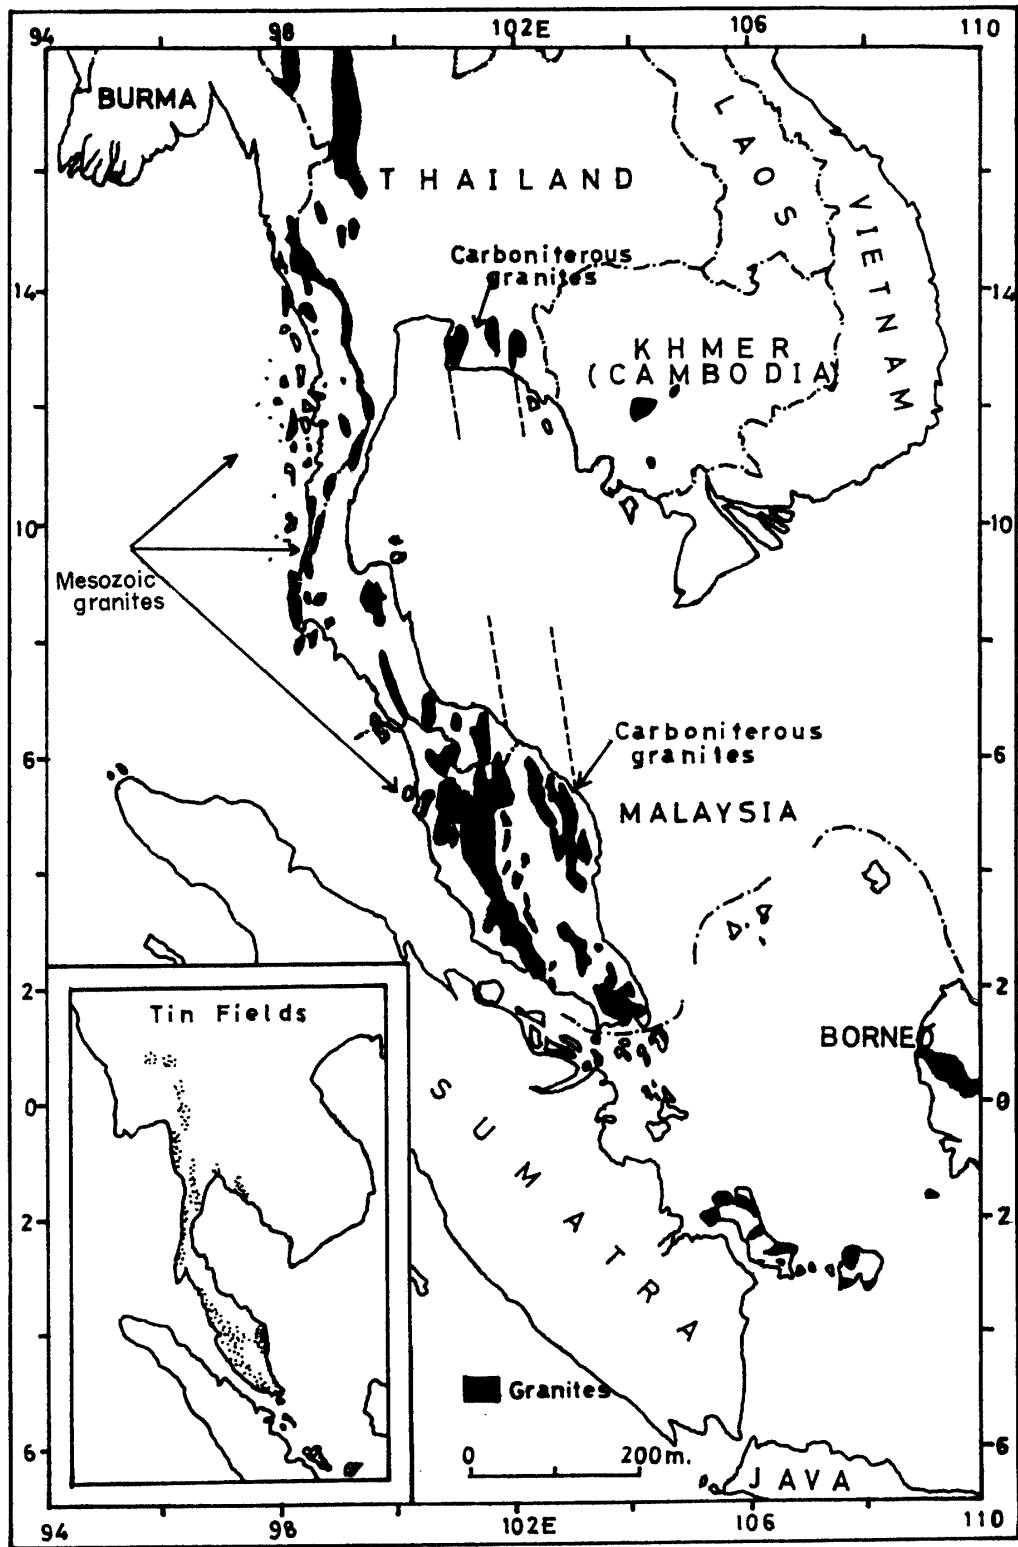 94 98 102E 106 110
BURMA
LAOS
THAILAND
VIETNAM
Carboniterous
granites
14 14
KHMER
(CAMBODIA)
10 10
Mesozoic
granites
6 6
Carboniterous
granites
MALAYSIA
2 2
Tin Fields
BORNEO
0 0
SUMATRA
2 2
Granites
0 200m.
6 6
JAVA
94 98 102E 106 110